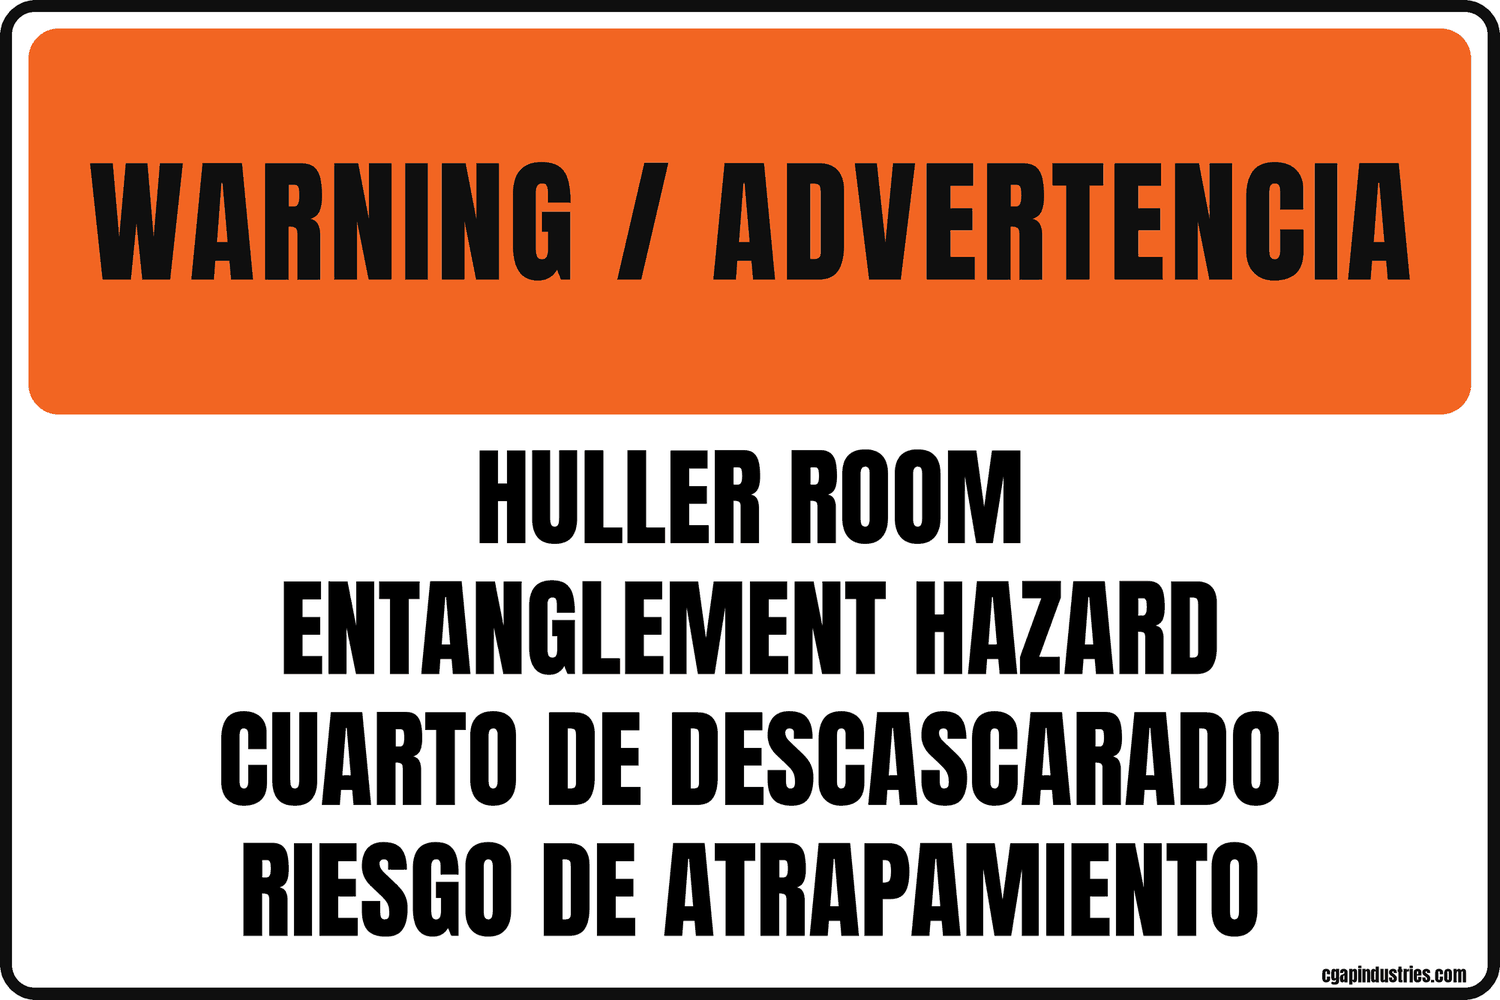 WARNING / ADVERTENCIA
HULLER ROOM
ENTANGLEMENT HAZARD
CUARTO DE DESCASCARADO
RIESGO DE ATRAPAMIENTO
cgapindustries.com